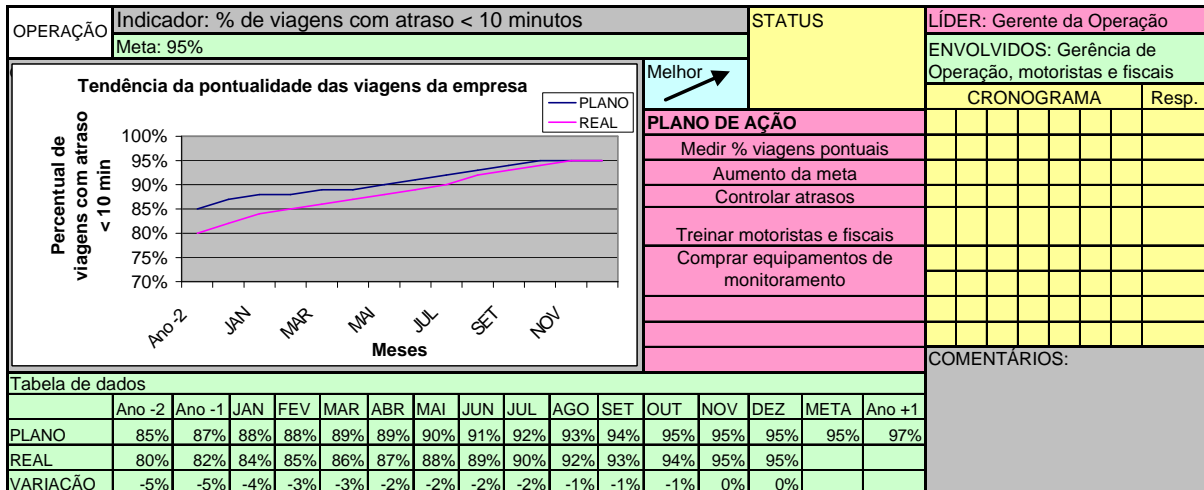 OPERAÇÃO
Indicador: % de viagens com atraso < 10 minutos
Meta: 95%
STATUS
LÍDER: Gerente da Operação
ENVOLVIDOS: Gerência de
Operação, motoristas e fiscais
Melhor
CRONOGRAMA Resp.
Tendência da pontualidade das viagens da empresa
PLANO
REAL
Percentual de
viagens com atraso
< 10 min
100%
95%
90%
85%
80%
75%
70%
Ano -2 JAN MAR MAI JUL SET NOV
Meses
PLANO DE AÇÃO
Medir % viagens pontuais
Aumento da meta
Controlar atrasos
Treinar motoristas e fiscais
Comprar equipamentos de
monitoramento
COMENTÁRIOS:
Tabela de dados
Ano -2 Ano -1 JAN FEV MAR ABR MAI JUN JUL AGO SET OUT NOV DEZ META Ano +1
PLANO 85% 87% 88% 88% 89% 89% 90% 91% 92% 93% 94% 95% 95% 95% 95% 97%
REAL 80% 82% 84% 85% 86% 87% 88% 89% 90% 92% 93% 94% 95% 95%
VARIAÇÃO -5% -5% -4% -3% -3% -2% -2% -2% -2% -1% -1% -1% 0% 0%